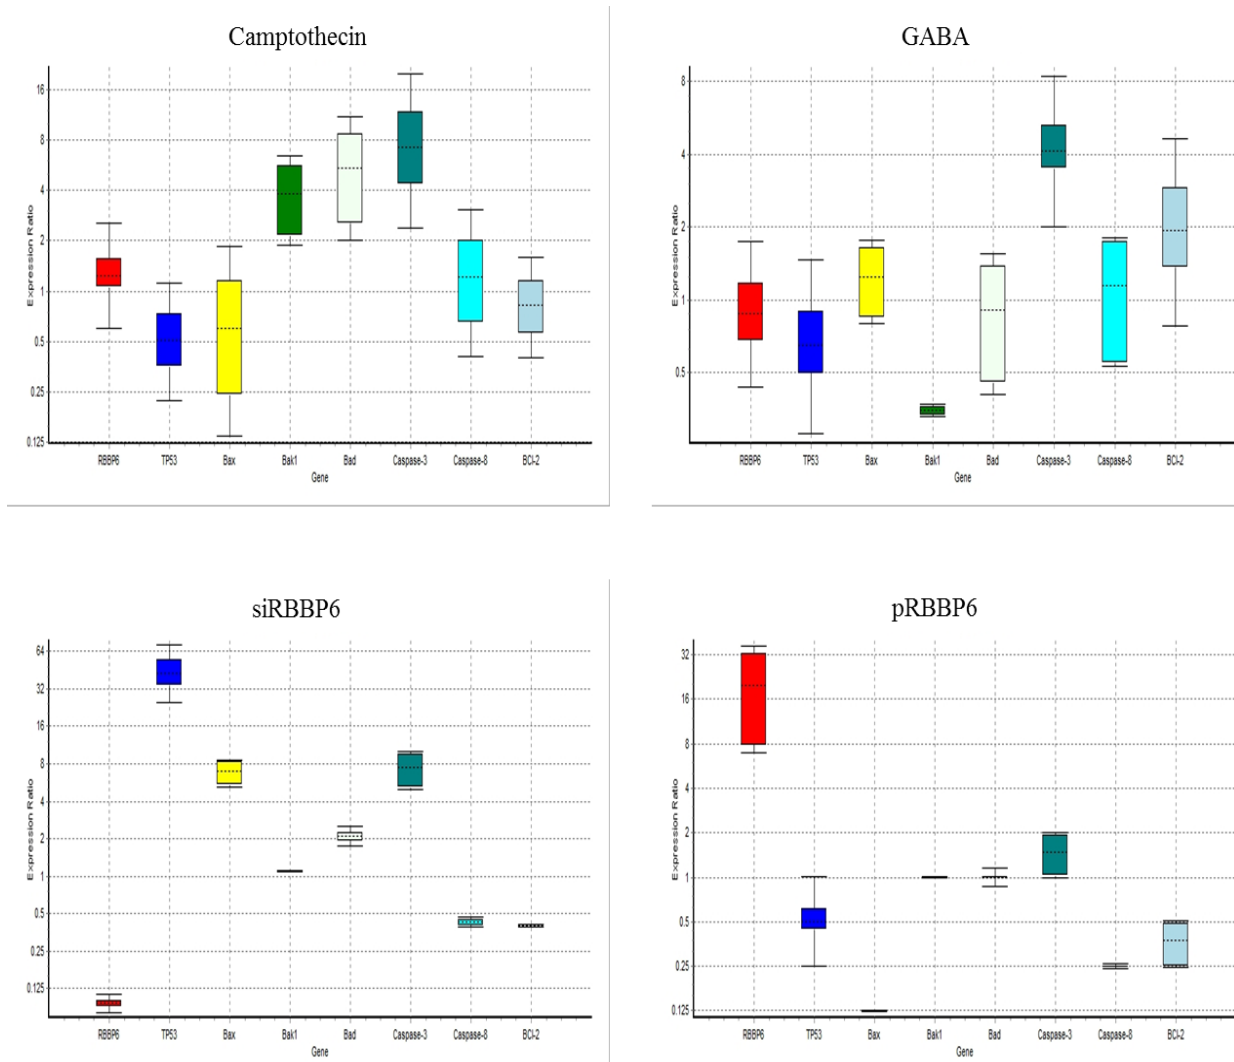 Camptothecin
Expression Ratio
16
8
4
2
1
0.5
0.25
0.125
RBBP6 TP53 Bax Bak1 Bad Caspase-3 Caspase-8 BCl-2
Gene
GABA
Expression Ratio
8
4
2
1
0.5
RBBP6 TP53 Bax Bak1 Bad Caspase-3 Caspase-8 BCl-2
Gene
siRBBP6
Expression Ratio
64
32
16
8
4
2
1
0.5
0.25
0.125
RBBP6 TP53 Bax Bak1 Bad Caspase-3 Caspase-8 BCl-2
Gene
pRBBP6
Expression Ratio
32
16
8
4
2
1
0.5
0.25
0.125
RBBP6 TP53 Bax Bak1 Bad Caspase-3 Caspase-8 BCl-2
Gene